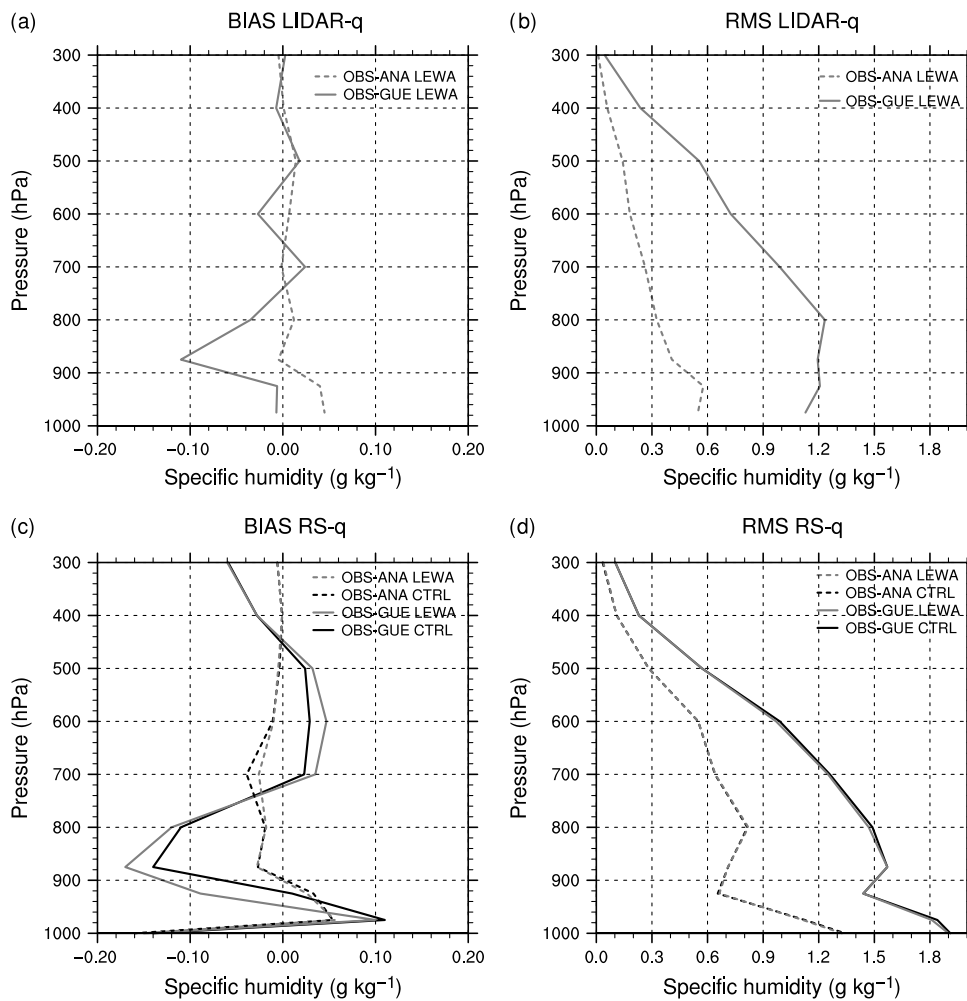 (a) BIAS LIDAR-q
OBS-ANA LEWA
OBS-GUE LEWA
300
400
500
600
700
800
900
1000
Pressure (hPa)
−0.20 −0.10 0.00 0.10 0.20
Specific humidity (g kg−1)
(b) RMS LIDAR-q
OBS-ANA LEWA
OBS-GUE LEWA
300
400
500
600
700
800
900
1000
Pressure (hPa)
0.0 0.3 0.6 0.9 1.2 1.5 1.8
Specific humidity (g kg−1)
(c) BIAS RS-q
OBS-ANA LEWA
OBS-ANA CTRL
OBS-GUE LEWA
OBS-GUE CTRL
300
400
500
600
700
800
900
1000
Pressure (hPa)
−0.20 −0.10 0.00 0.10 0.20
Specific humidity (g kg−1)
(d) RMS RS-q
OBS-ANA LEWA
OBS-ANA CTRL
OBS-GUE LEWA
OBS-GUE CTRL
300
400
500
600
700
800
900
1000
Pressure (hPa)
0.0 0.3 0.6 0.9 1.2 1.5 1.8
Specific humidity (g kg−1)